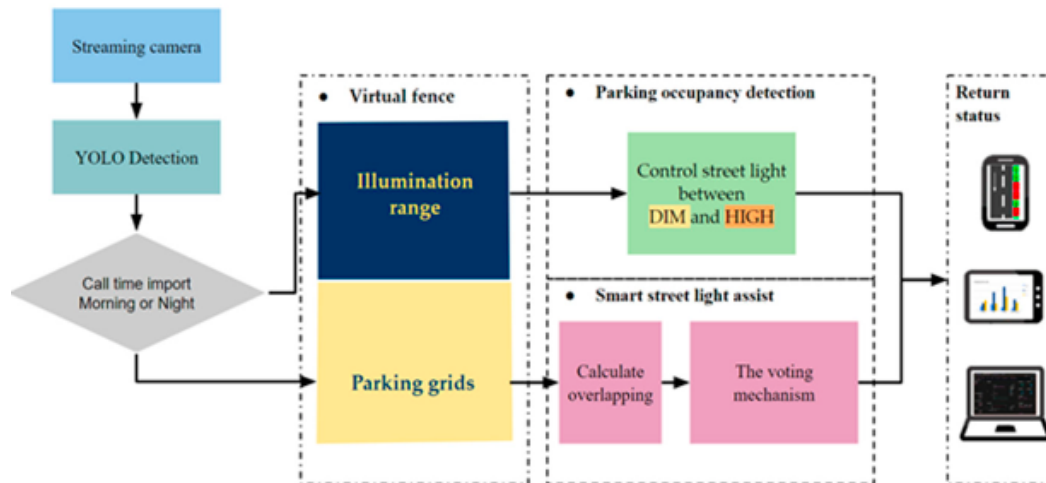 Streaming camera
YOLO Detection
Call time import
Morning or Night
● Virtual fence
Illumination
range
Parking grids
● Parking occupancy detection
Control street light
between
DIM and HIGH
● Smart street light assist
Calculate
overlapping
The voting
mechanism
Return
status